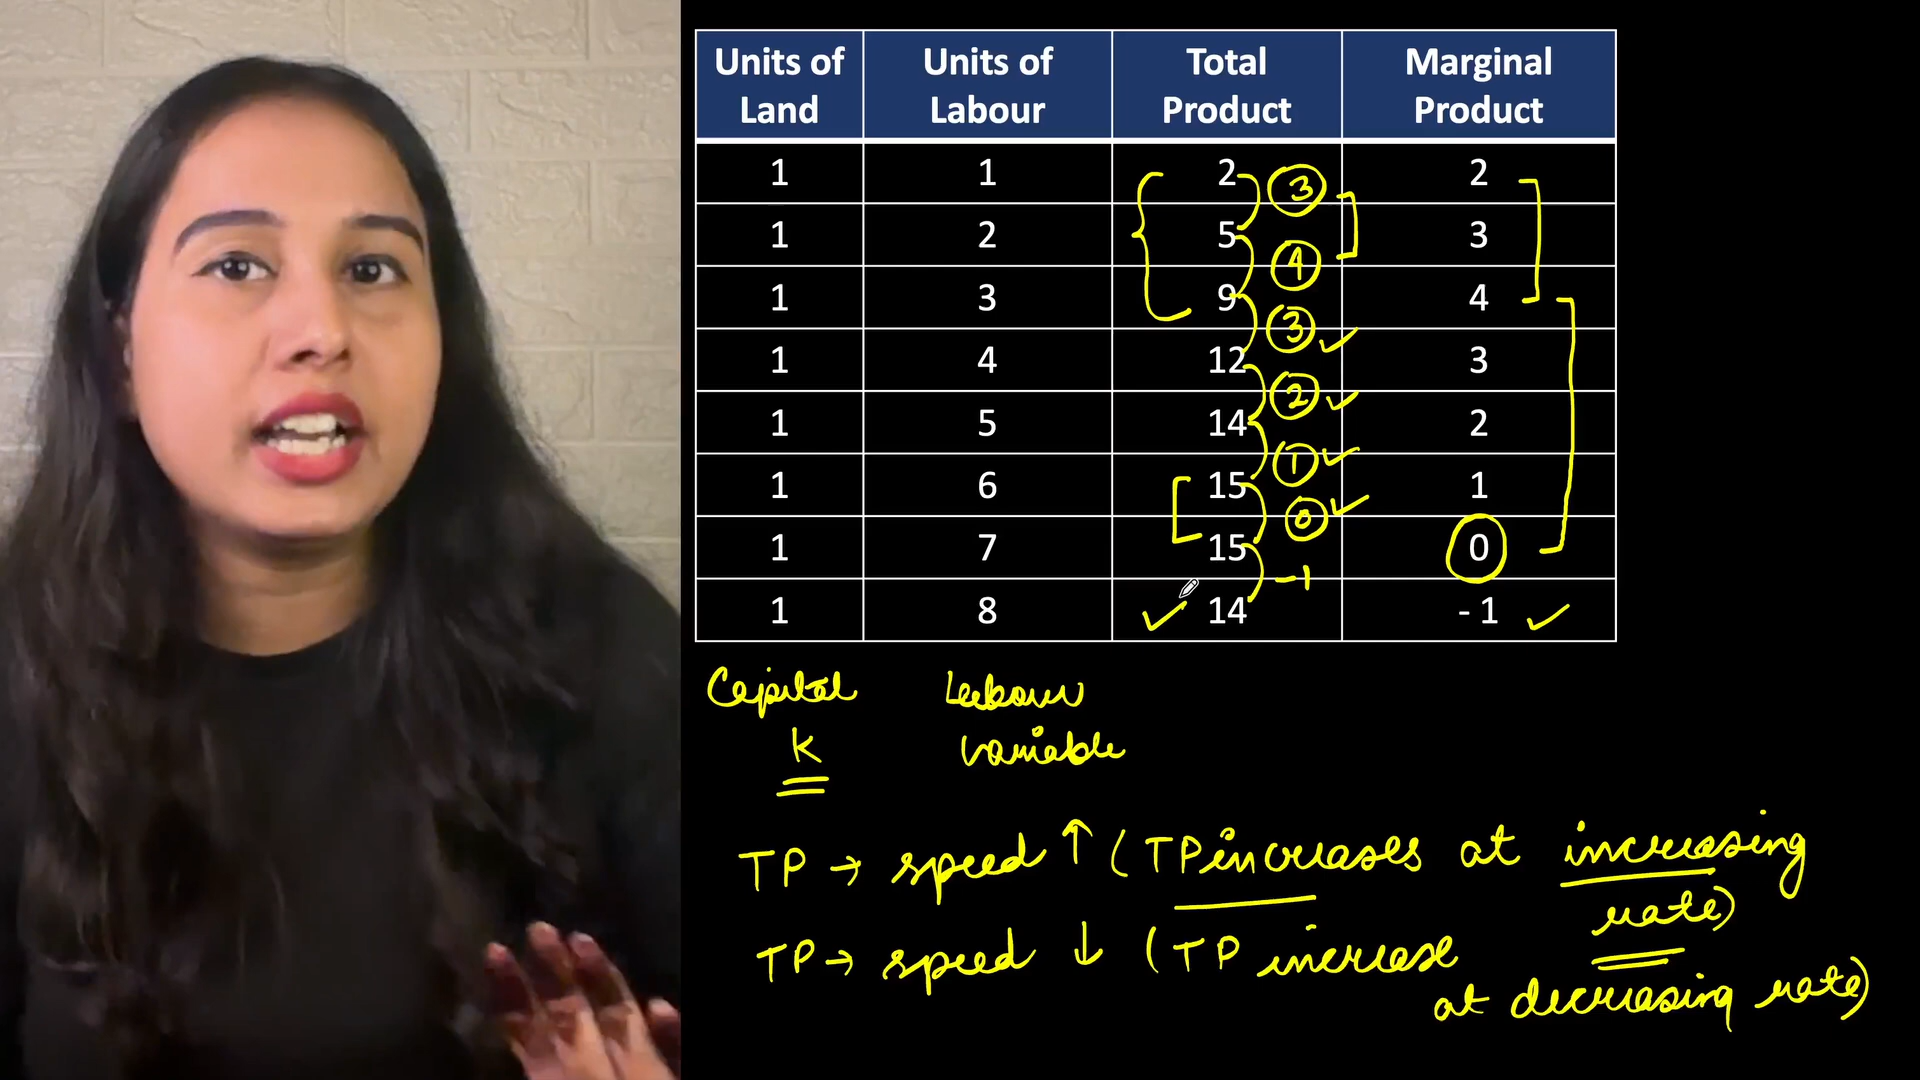 Units of Land Units of Labour Total Product Marginal Product
1 1 2 3 2
1 2 5 4 3
1 3 9 3 4
1 4 12 2 3
1 5 14 1 2
1 6 15 0 1
1 7 15 -1 0
1 8 14 - 1
Capital Labour
K variable
TP → speed ↑ (TP increases at increasing
rate)
TP → speed ↓ (TP increase
at decreasing rate)